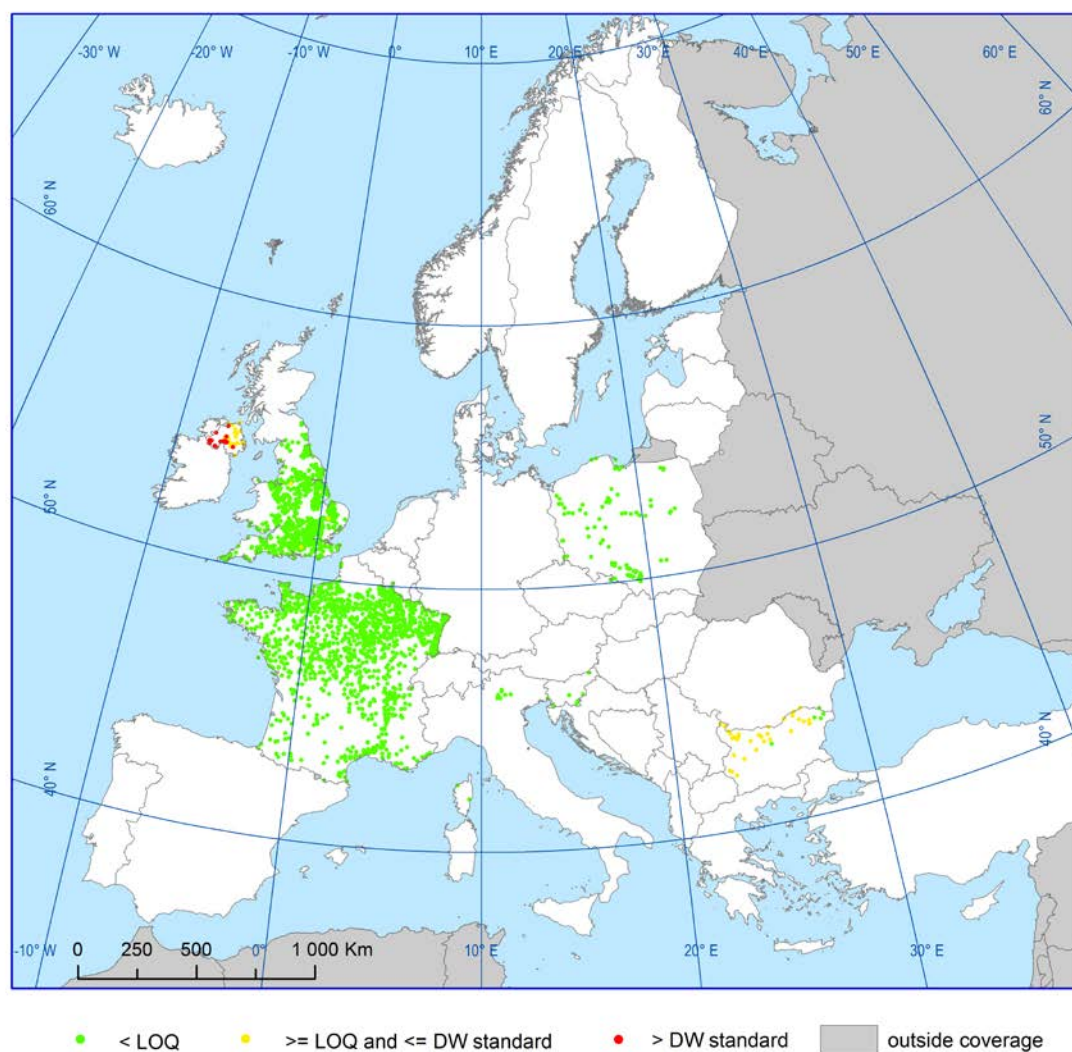 -30° W -20° W -10° W 0° 10° E 20° E 30° E 40° E 50° E 60° E
60° N
60° N
50° N
50° N
40° N
40° N
-10° W 0° 10° E 20° E 30° E
0 250 500 1 000 Km
< LOQ >= LOQ and <= DW standard > DW standard outside coverage